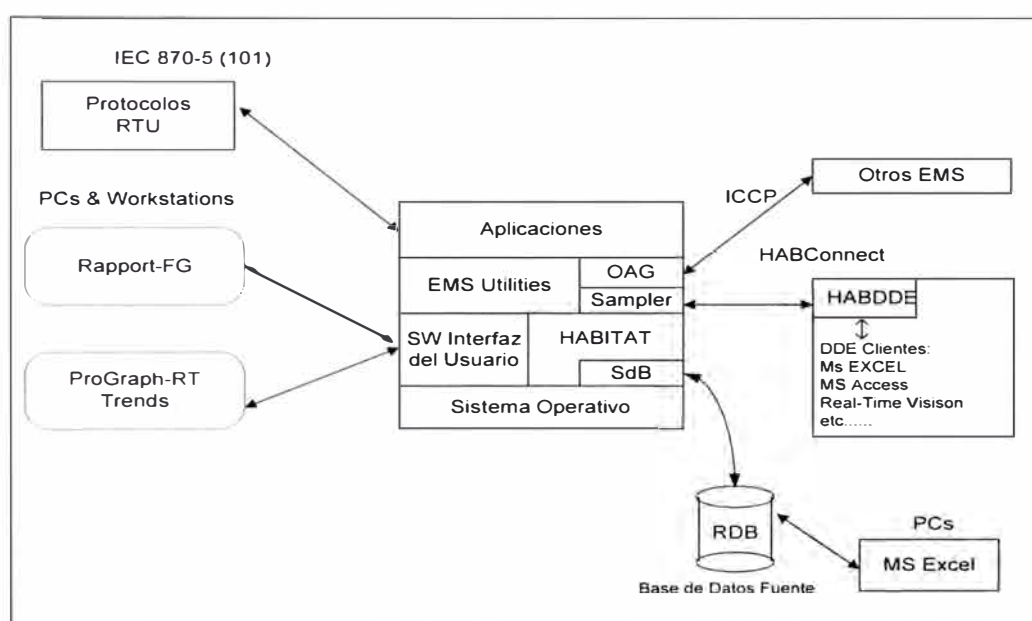 IEC 870-5 (101)
Protocolos
RTU
PCs & Workstations
Rapport-FG
ProGraph-RT
Trends
Aplicaciones
EMS Utilities
OAG
Sampler
SW Interfaz
del Usuario
HABITAT
SdB
Sistema Operativo
ICCP
Otros EMS
HABConnect
HABDDE
DDE Clientes:
Ms EXCEL
MS Access
Real-Time Visison
etc......
RDB
Base de Datos Fuente
PCs
MS Excel